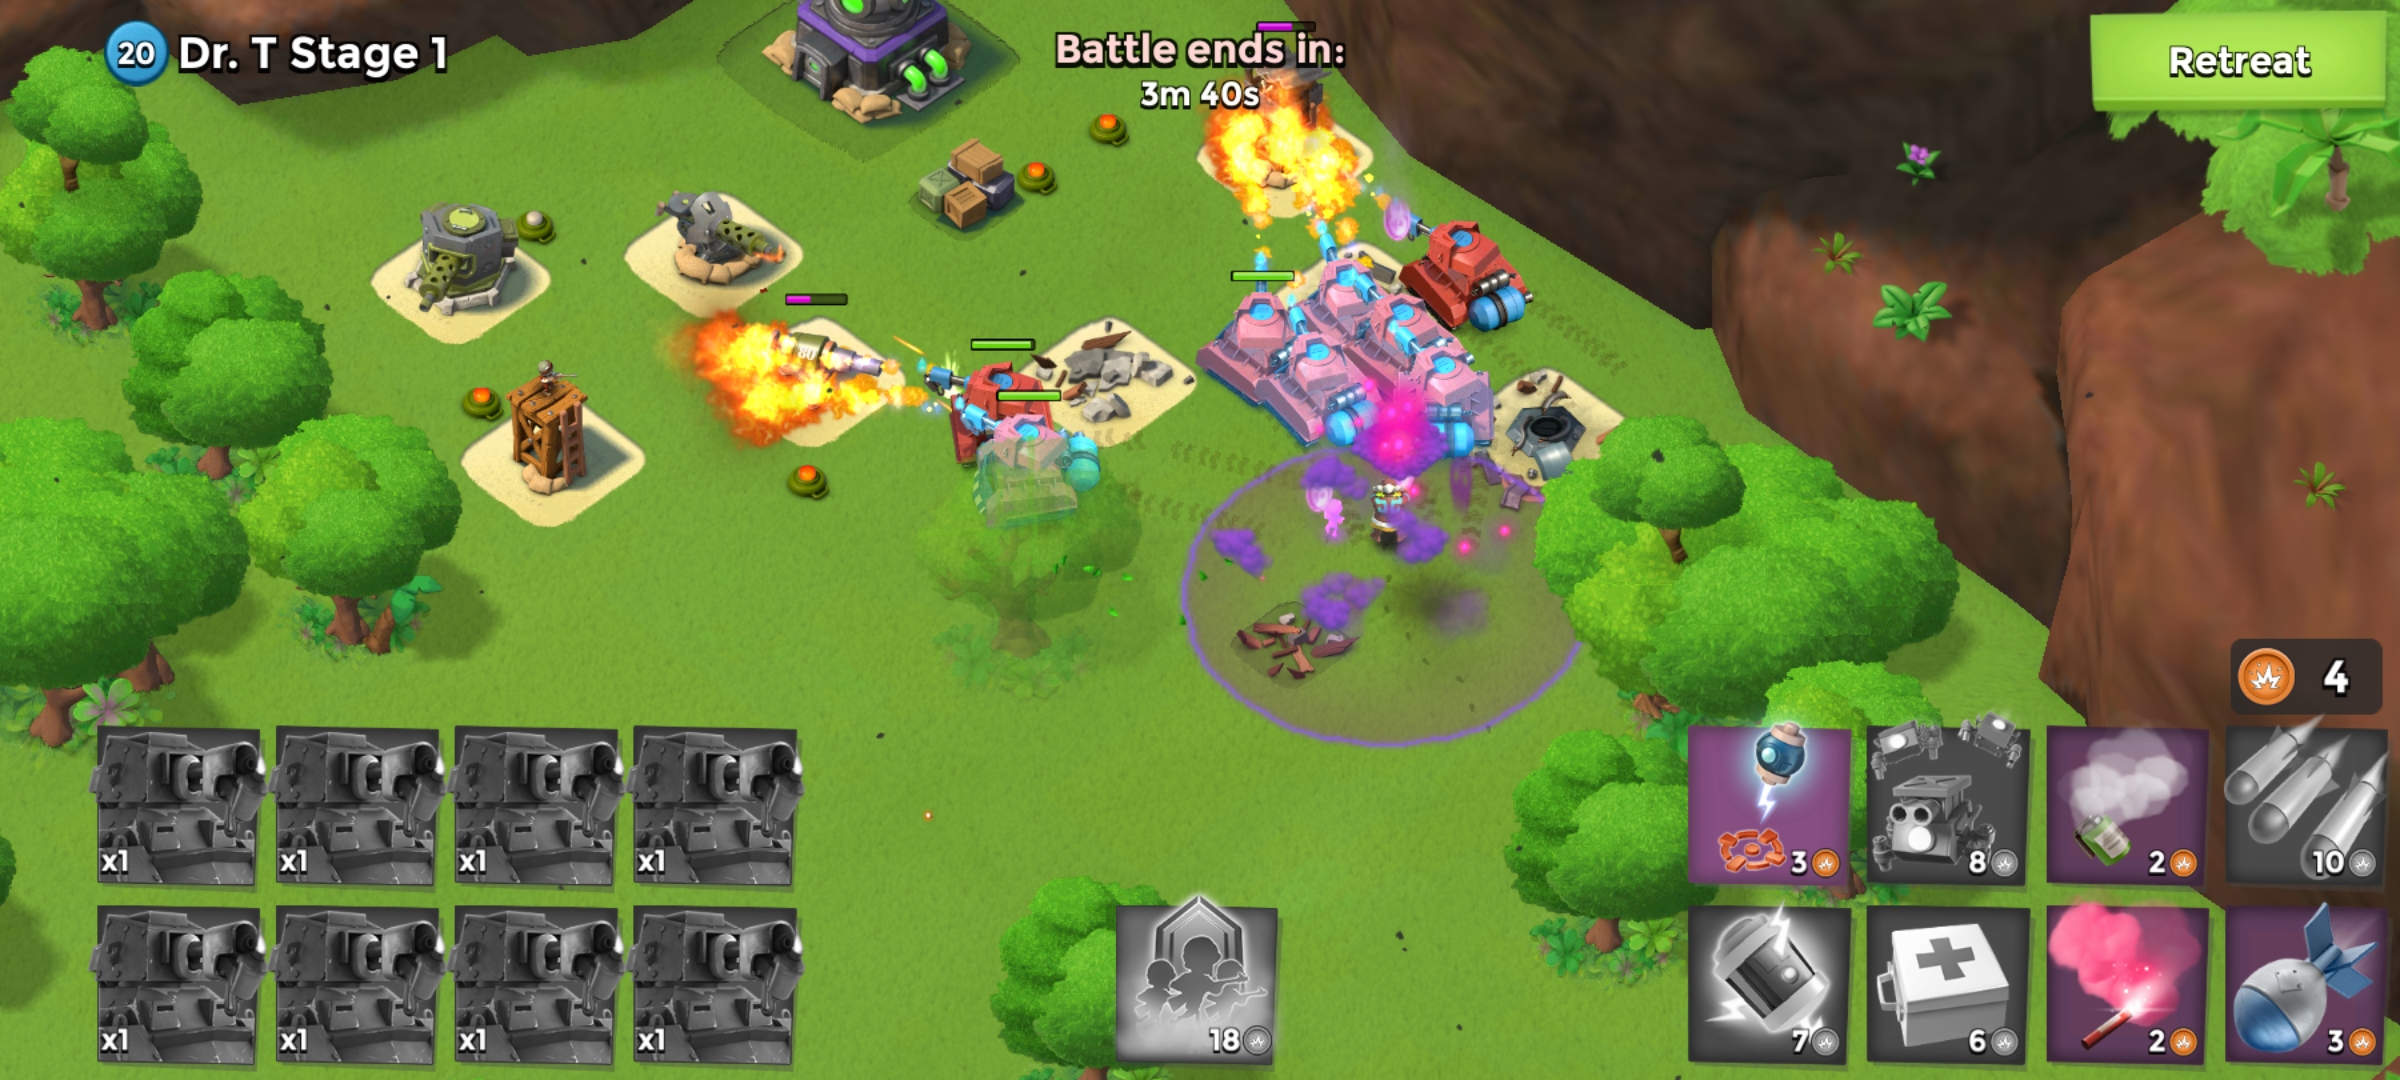 20 Dr. T Stage 1
Battle ends in:
3m 40s
Retreat
80
4
x1 x1 x1 x1
3 8 2 10
x1 x1 x1 x1
18
7 6 2 3